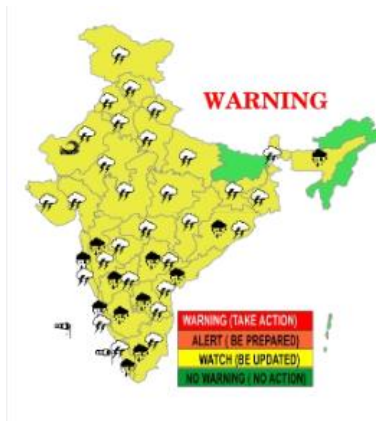 WARNING
WARNING (TAKE ACTION)
ALERT ( BE PREPARED)
WATCH (BE UPDATED)
NO WARNING ( NO ACTION)